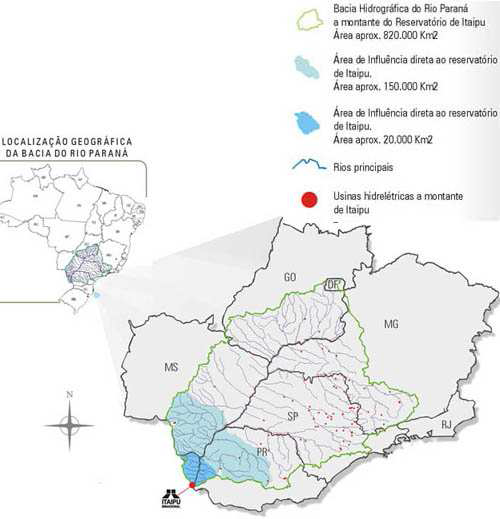 Bacia Hidrográfica do Rio Paraná
a montante do Reservatório de Itaipu
Área aprox. 820.000 Km2
Área de Influência direta ao reservatório
de Itaipu.
Área aprox. 150.000 Km2
Área de Influência direta ao reservatório
de Itaipu.
Área aprox. 20.000 Km2
Rios principais
Usinas hidrelétricas a montante
de Itaipu
LOCALIZAÇÃO GEOGRÁFICA
DA BACIA DO RIO PARANÁ
GO
DF
MG
MS
SP
RJ
PR
N
ITAIPU
BINACIONAL